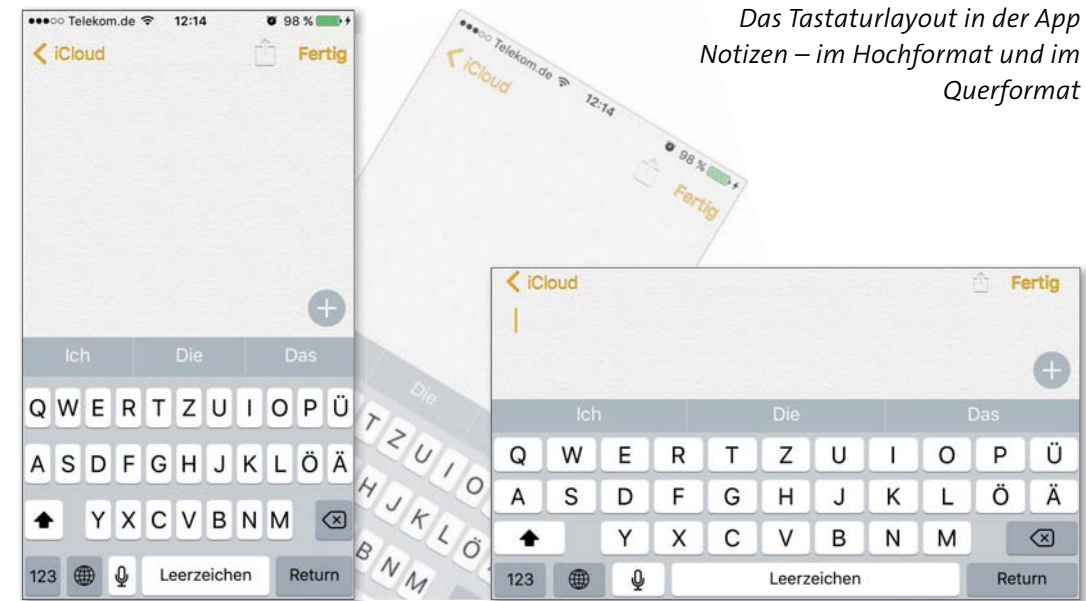 Das Tastaturlayout in der App
Notizen – im Hochformat und im
Querformat
Telekom.de 12:14 98 %
iCloud Fertig
Ich Die Das
Q W E R T Z U I O P Ü
A S D F G H J K L Ö Ä
Y X C V B N M
123 Leerzeichen Return
Telekom.de 12:14 98 %
iCloud Fertig
Die
T Z U I O
H J K L Ö
B N M
iCloud Fertig
Ich Die Das
Q W E R T Z U I O P Ü
A S D F G H J K L Ö Ä
Y X C V B N M
123 Leerzeichen Return